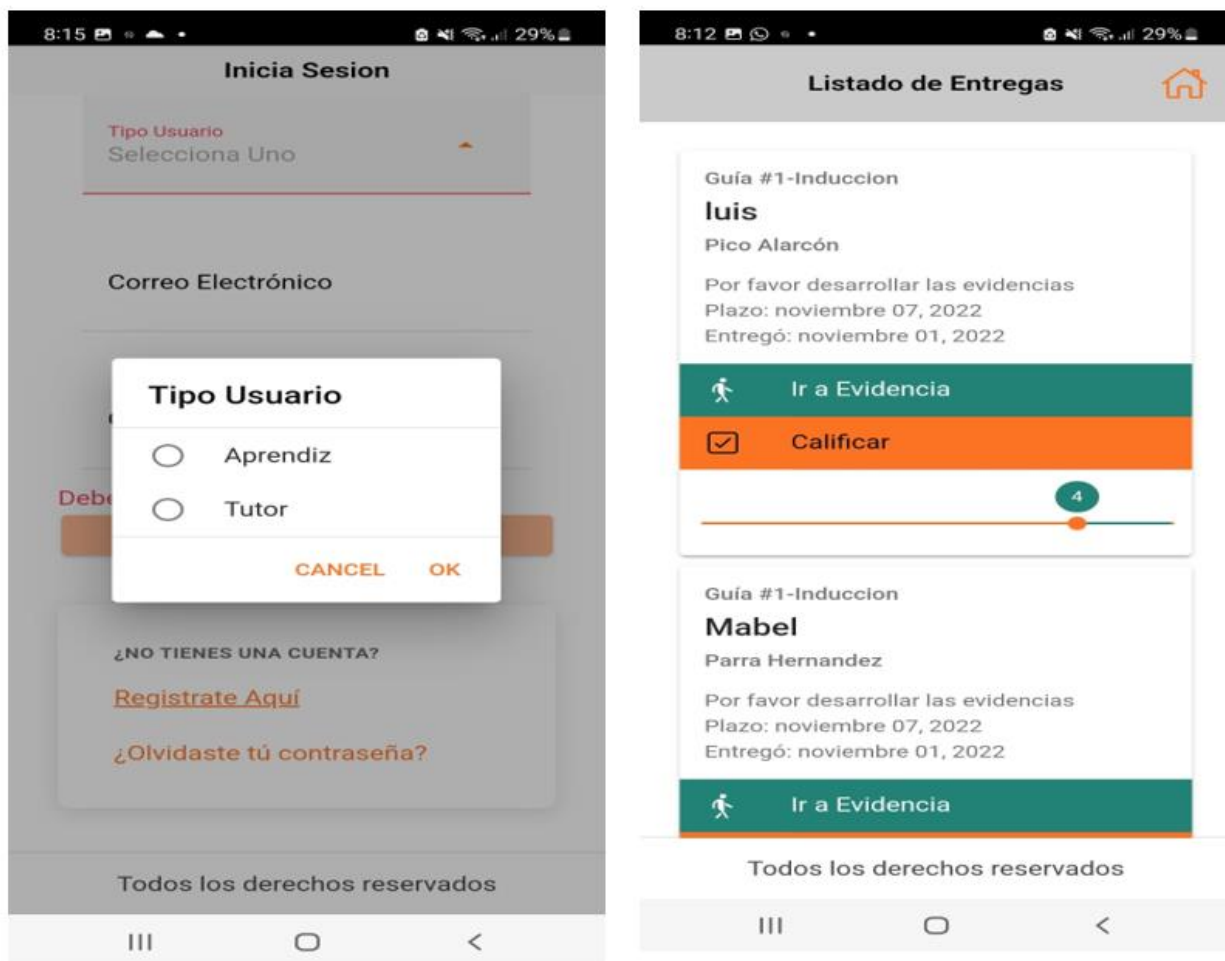 8:15
29%
Inicia Sesion
Tipo Usuario
Selecciona Uno
Correo Electrónico
Tipo Usuario
Aprendiz
Debe
Tutor
CANCEL OK
¿NO TIENES UNA CUENTA?
Registrate Aquí
¿Olvidaste tú contraseña?
Todos los derechos reservados
8:12
29%
Listado de Entregas
Guía #1-Induccion
luis
Pico Alarcón
Por favor desarrollar las evidencias
Plazo: noviembre 07, 2022
Entregó: noviembre 01, 2022
Ir a Evidencia
Calificar
4
Guía #1-Induccion
Mabel
Parra Hernandez
Por favor desarrollar las evidencias
Plazo: noviembre 07, 2022
Entregó: noviembre 01, 2022
Ir a Evidencia
Todos los derechos reservados